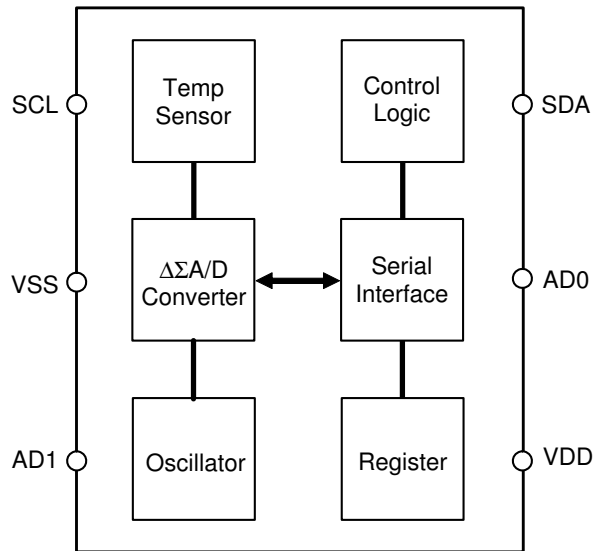 Temp
Sensor
Control
Logic
SCL
SDA
ΔΣA/D
Converter
Serial
Interface
VSS
AD0
AD1
Oscillator
Register
VDD